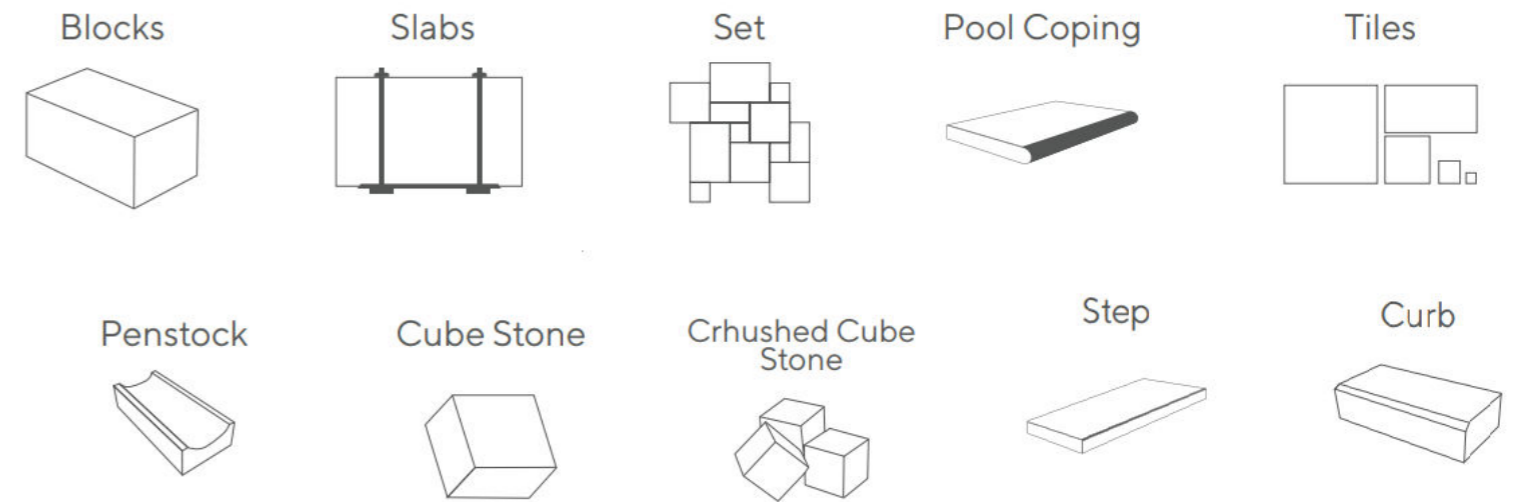 Blocks
Slabs
Set
Pool Coping
Tiles
Penstock
Cube Stone
Crhushed Cube
Stone
Step
Curb